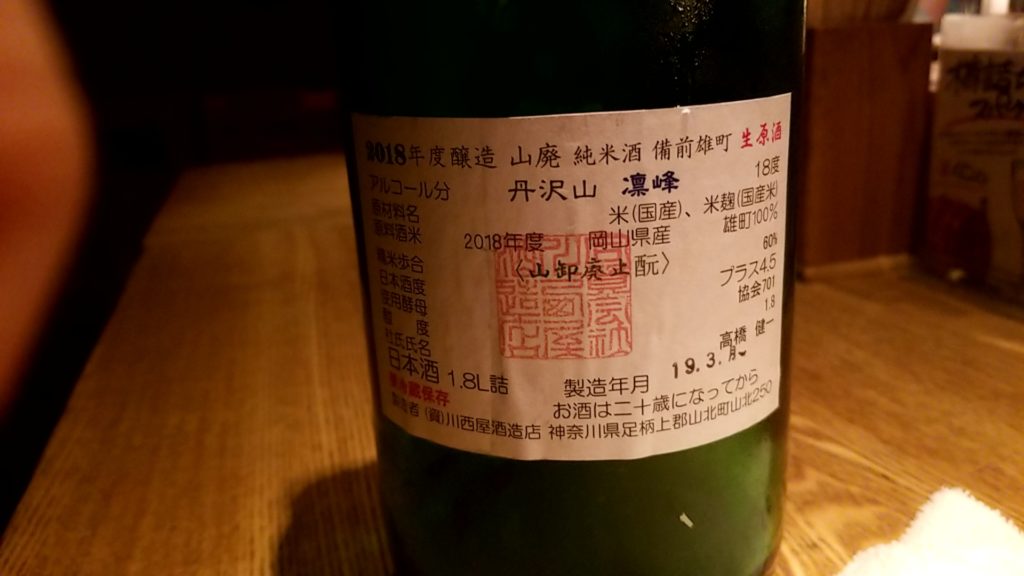 2018年度醸造 山廃 純米酒 備前雄町 生原酒
アルコール分 丹沢山 凛峰 18度
原材料名 米(国産)、米麹(国産米)
原料酒米 2018年度 岡山県産 雄町100%
〈山卸廃止酛〉
精米歩合 60%
日本酒度 プラス4.5
使用酵母 協会701
酸度 1.8
杜氏氏名 高橋 健一
日本酒 1.8L詰 製造年月 19.3.
要冷蔵保存 お酒は二十歳になってから
製造者 (資)川西屋酒造店 神奈川県足柄上郡山北町山北250